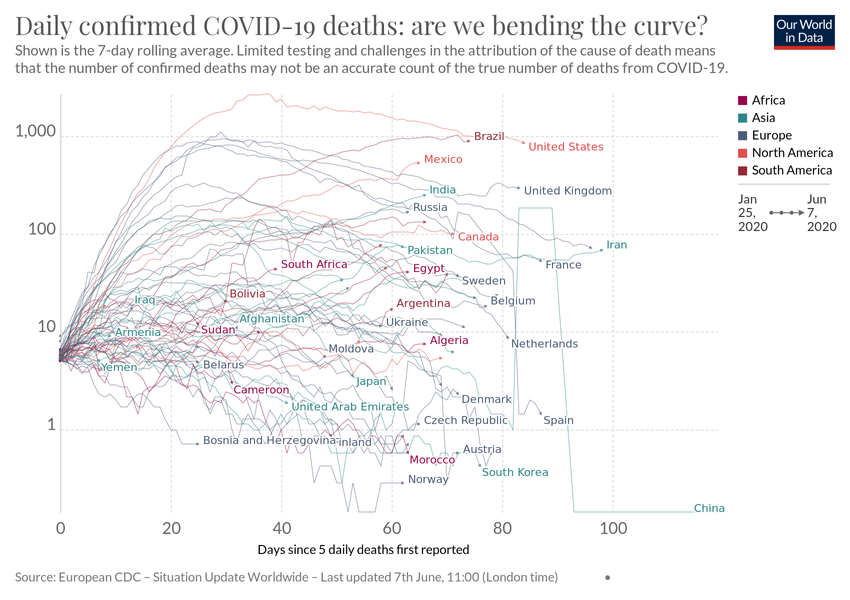 Daily confirmed COVID-19 deaths: are we bending the curve?
Our World
in Data
Shown is the 7-day rolling average. Limited testing and challenges in the attribution of the cause of death means
that the number of confirmed deaths may not be an accurate count of the true number of deaths from COVID-19.
Africa
Asia
Europe
North America
South America
Jan
25,
2020
Jun
7,
2020
1,000
100
10
1
Brazil
United States
Mexico
India
United Kingdom
Russia
Canada
Iran
Pakistan
France
South Africa
Egypt
Sweden
Iraq
Bolivia
Belgium
Argentina
Afghanistan
Ukraine
Armenia
Sudan
Algeria
Netherlands
Moldova
Yemen
Belarus
Japan
Cameroon
Denmark
United Arab Emirates
Czech Republic
Spain
Bosnia and Herzegovina
inland
Austria
Morocco
South Korea
Norway
China
0
20
40
60
80
100
Days since 5 daily deaths first reported
Source: European CDC – Situation Update Worldwide – Last updated 7th June, 11:00 (London time)